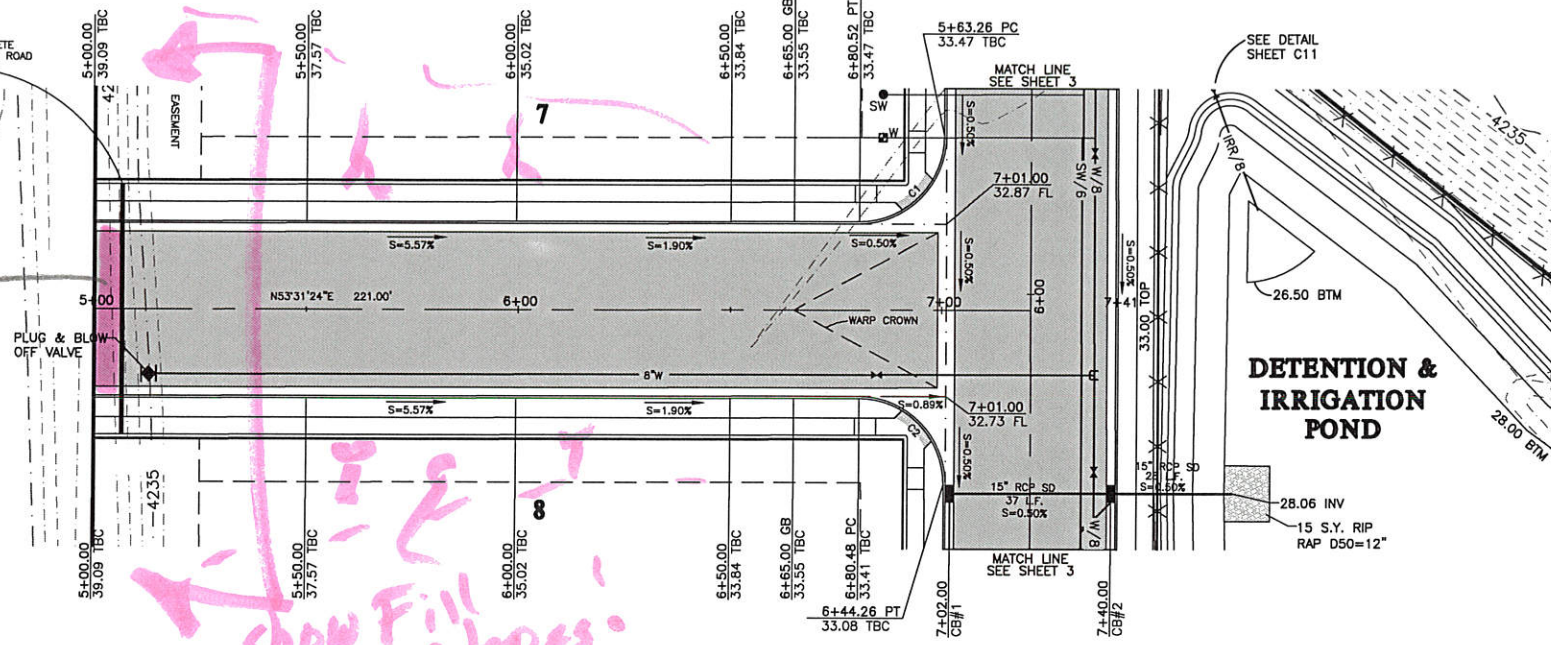 ETE
ROAD
5+00.00
39.09 TBC
5+50.00
37.57 TBC
6+00.00
35.02 TBC
6+50.00
33.84 TBC
6+65.00 GB
33.55 TBC
6+80.52 PT
33.47 TBC
5+63.26 PC
33.47 TBC
SEE DETAIL
SHEET C11
MATCH LINE
SEE SHEET 3
EASEMENT
7
SW
W
S=0.50%
W/8
SW/6
IRR/8
4235
C1
7+01.00
32.87 FL
S=5.57%
S=1.90%
S=0.50%
S=0.50%
S=0.50%
5+00
N53°31'24"E 221.00'
6+00
7+00
6+00
7+41
33.00 TOP
26.50 BTM
WARP CROWN
PLUG & BLOW
OFF VALVE
8"W
DETENTION &
IRRIGATION
POND
28.00 BTM
S=5.57%
S=1.90%
S=0.89%
7+01.00
32.73 FL
C2
S=0.50%
4235
8
15" RCP SD
37 L.F.
S=0.50%
15" RCP SD
S=0.50%
W/8
28.06 INV
15 S.Y. RIP
RAP D50=12"
MATCH LINE
SEE SHEET 3
5+00.00
39.09 TBC
5+50.00
37.57 TBC
6+00.00
35.02 TBC
6+50.00
33.84 TBC
6+65.00 GB
33.55 TBC
6+80.48 PC
33.41 TBC
6+44.26 PT
33.08 TBC
7+02.00
CB#1
7+40.00
CB#2
Show Fill